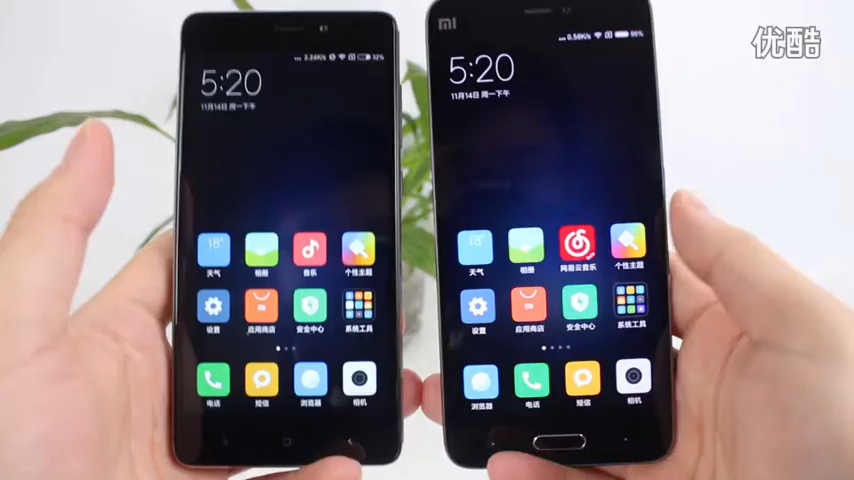 优酷
2.24K/s 32%
5:20
11月14日 周一下午
18°
天气 相册 音乐 个性主题
设置 应用商店 安全中心 系统工具
电话 短信 浏览器 相机
MI
0.58K/s 96%
5:20
11月14日 周一下午
18°
天气 相册 网易云音乐 个性主题
设置 应用商店 安全中心 系统工具
浏览器 电话 短信 相机